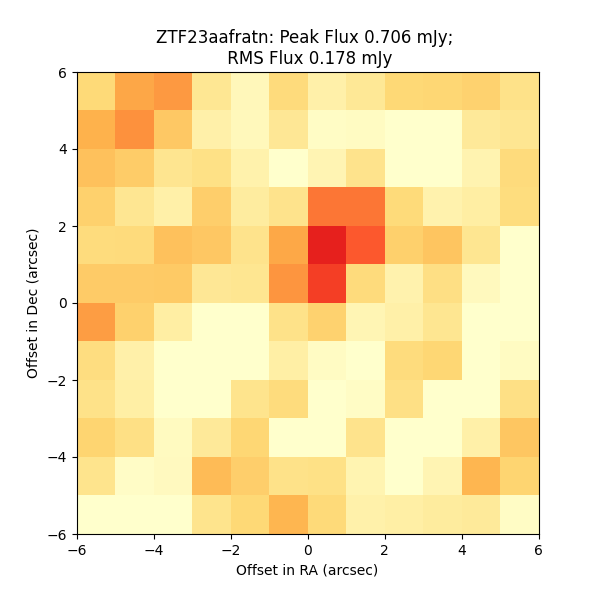 ZTF23aafratn: Peak Flux 0.706 mJy;
RMS Flux 0.178 mJy
6
4
2
0
−2
−4
−6
Offset in Dec (arcsec)
−6 −4 −2 0 2 4 6
Offset in RA (arcsec)